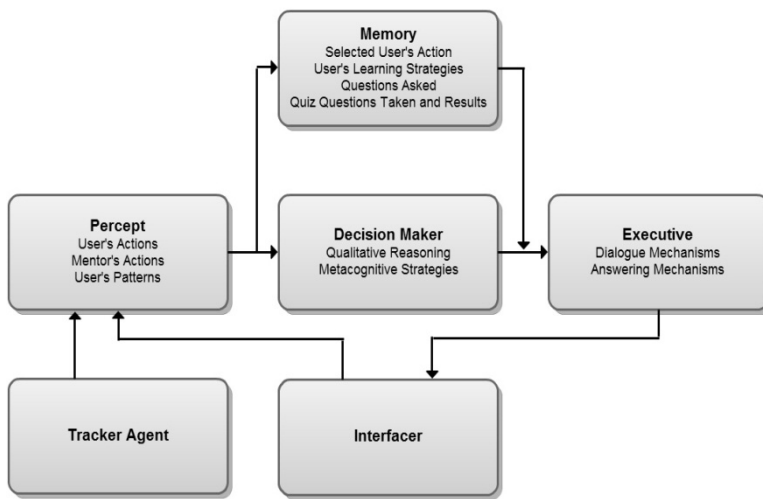 Memory
Selected User's Action
User's Learning Strategies
Questions Asked
Quiz Questions Taken and Results
Percept
User's Actions
Mentor's Actions
User's Patterns
Decision Maker
Qualitative Reasoning
Metacognitive Strategies
Executive
Dialogue Mechanisms
Answering Mechanisms
Tracker Agent
Interfacer